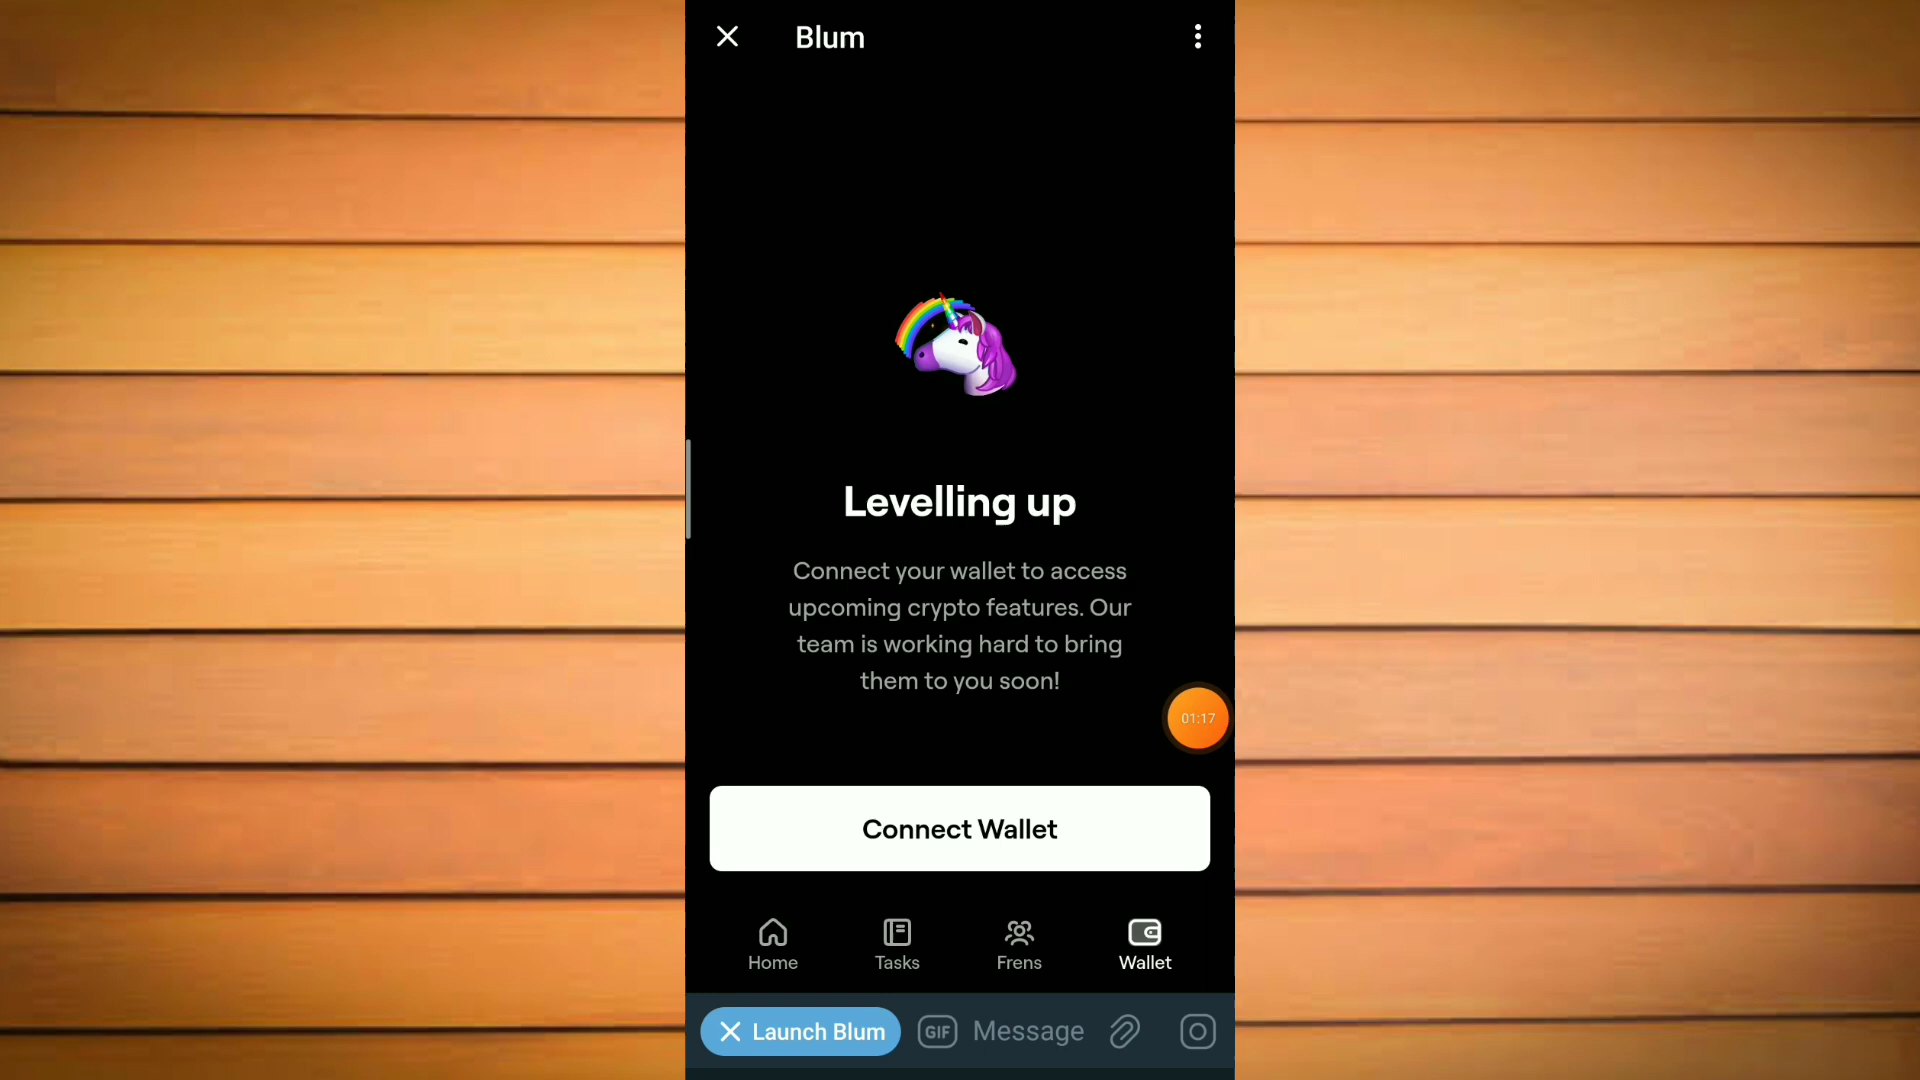 Blum
Levelling up
Connect your wallet to access
upcoming crypto features. Our
team is working hard to bring
them to you soon!
01:17
Connect Wallet
Home
Tasks
Frens
Wallet
Launch Blum
GIF
Message